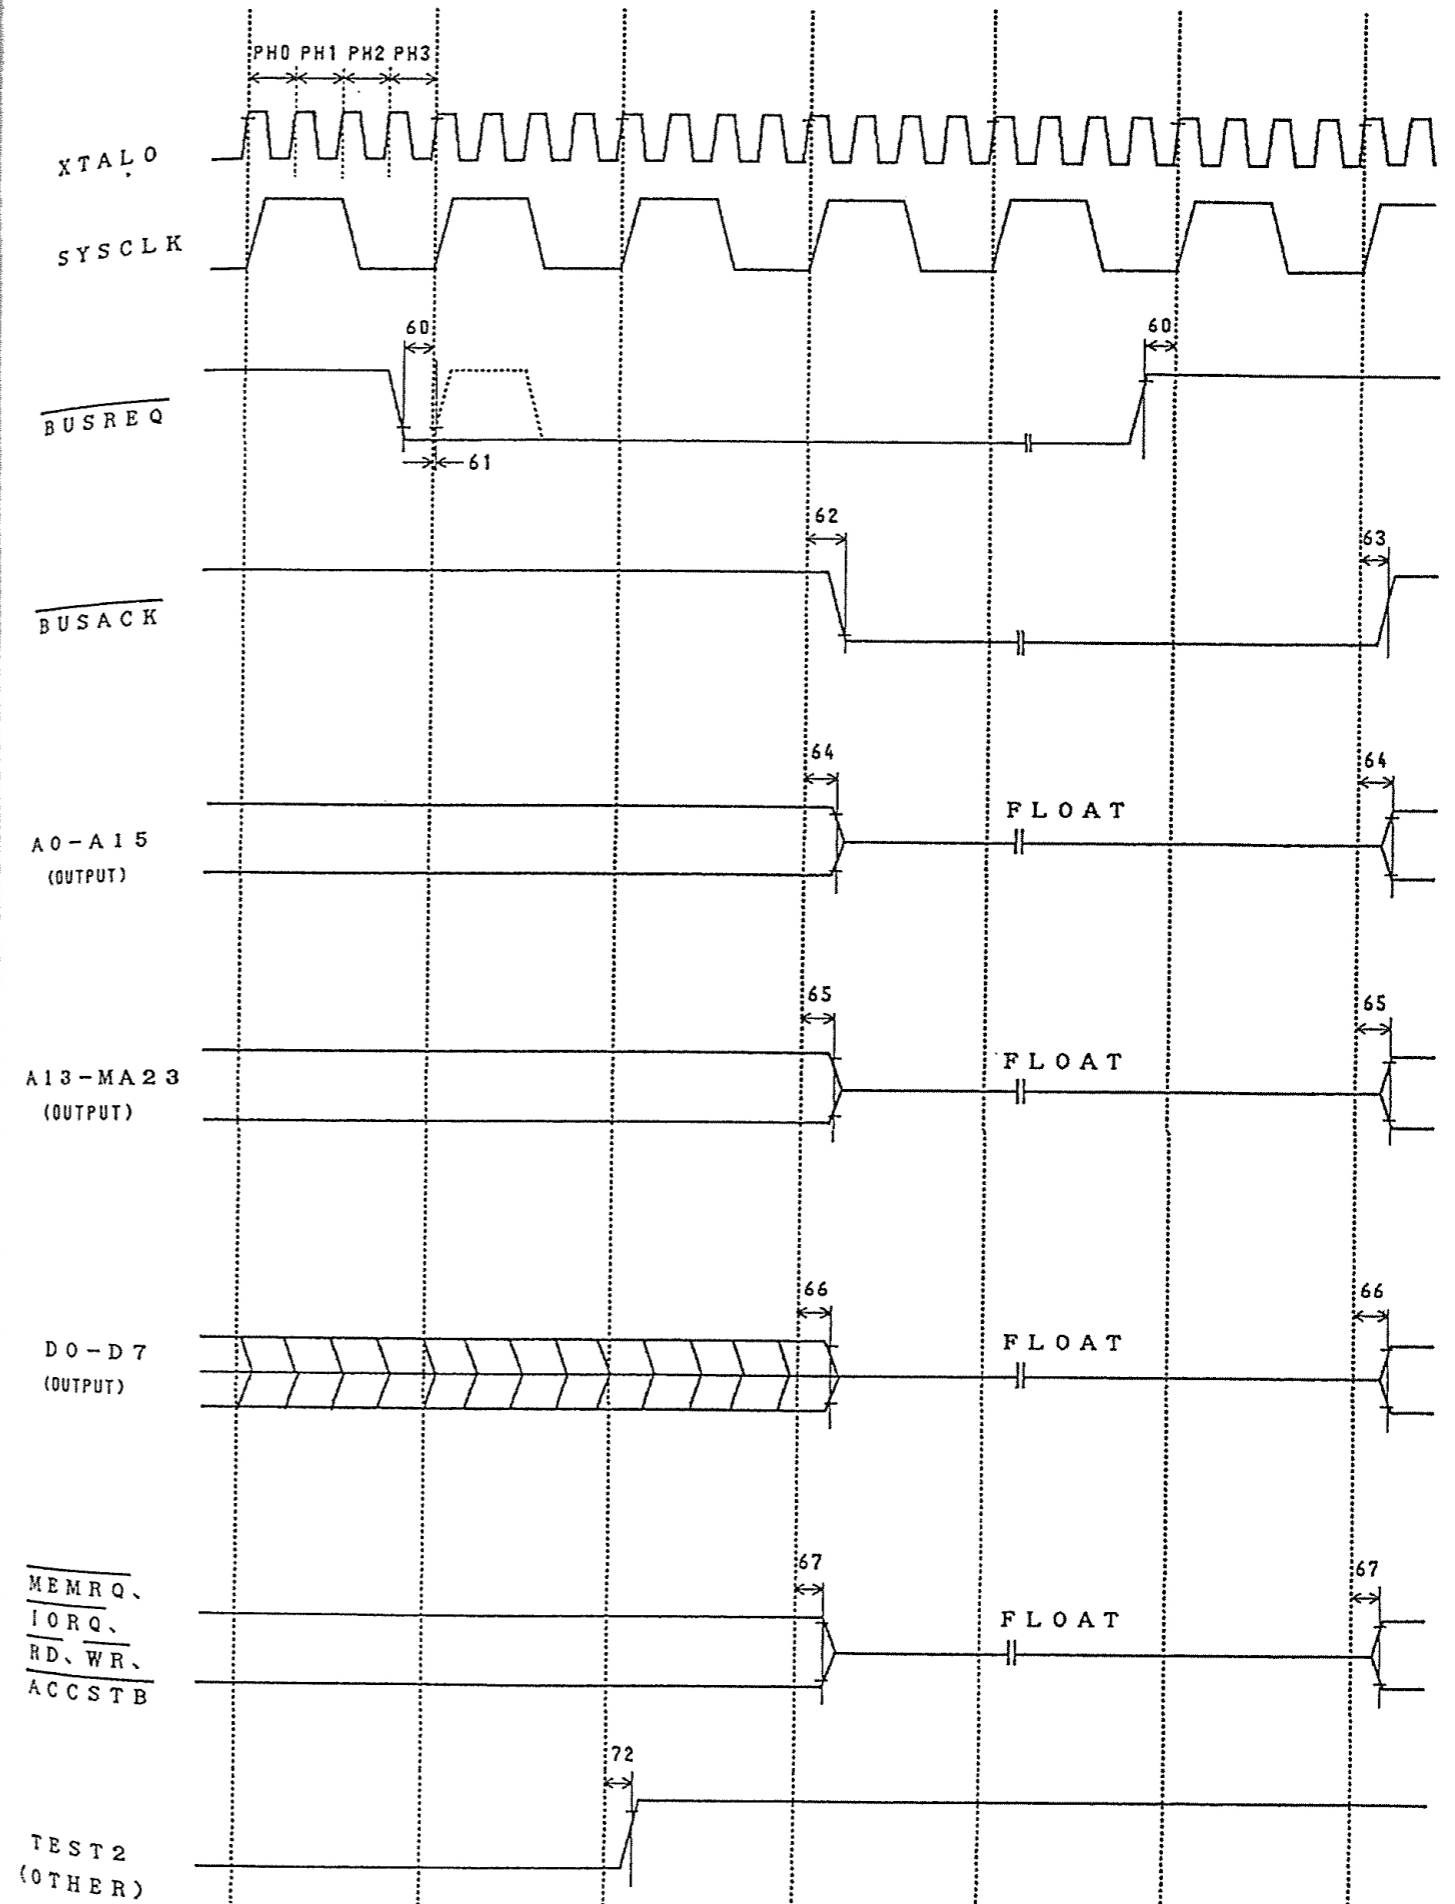 PH0 PH1 PH2 PH3
XTALO
SYSCLK
60
60
BUSREQ
61
62
63
BUSACK
64
64
FLOAT
A0-A15
(OUTPUT)
65
65
FLOAT
A13-MA23
(OUTPUT)
66
66
FLOAT
D0-D7
(OUTPUT)
67
67
MEMRQ、
IORQ、
FLOAT
RD、WR、
ACCSTB
72
TEST2
(OTHER)